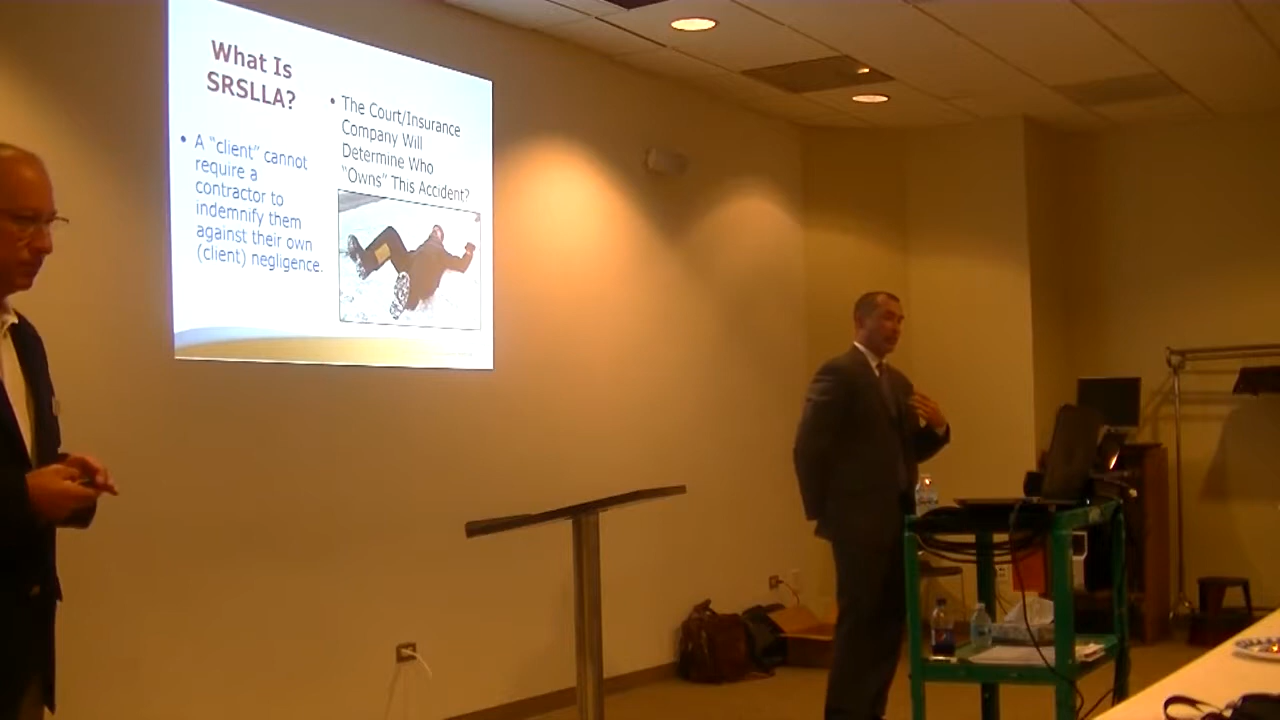 What Is
SRSLLA?
• A “client” cannot
require a
contractor to
indemnify them
against their own
(client) negligence.
• The Court/Insurance
Company Will
Determine Who
“Owns” This Accident?